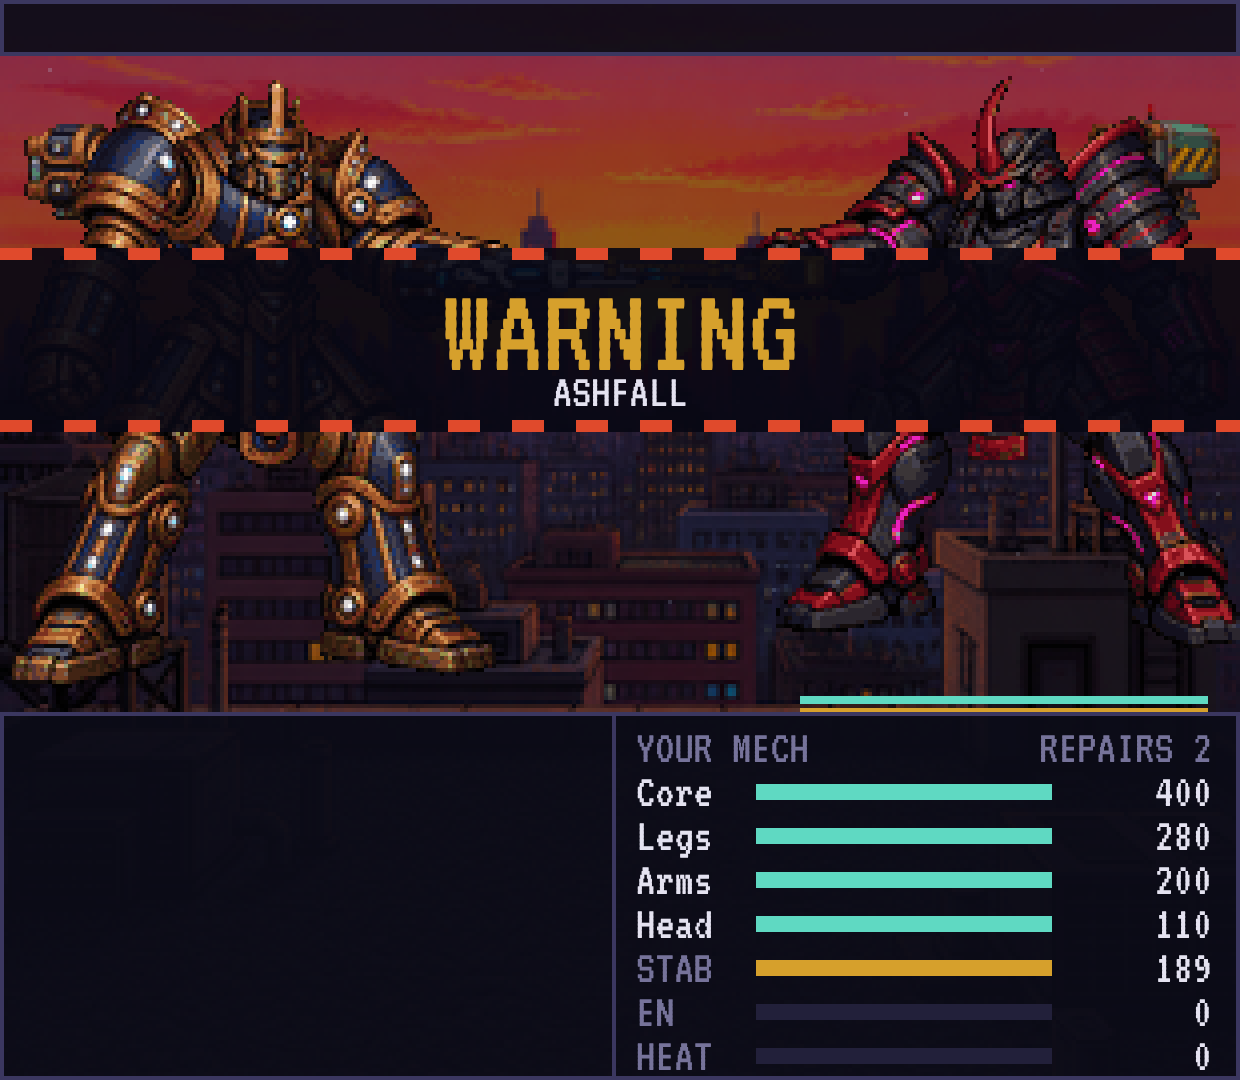 WARNING
ASHFALL
YOUR MECH REPAIRS 2
Core 400
Legs 280
Arms 200
Head 110
STAB 189
EN 0
HEAT 0